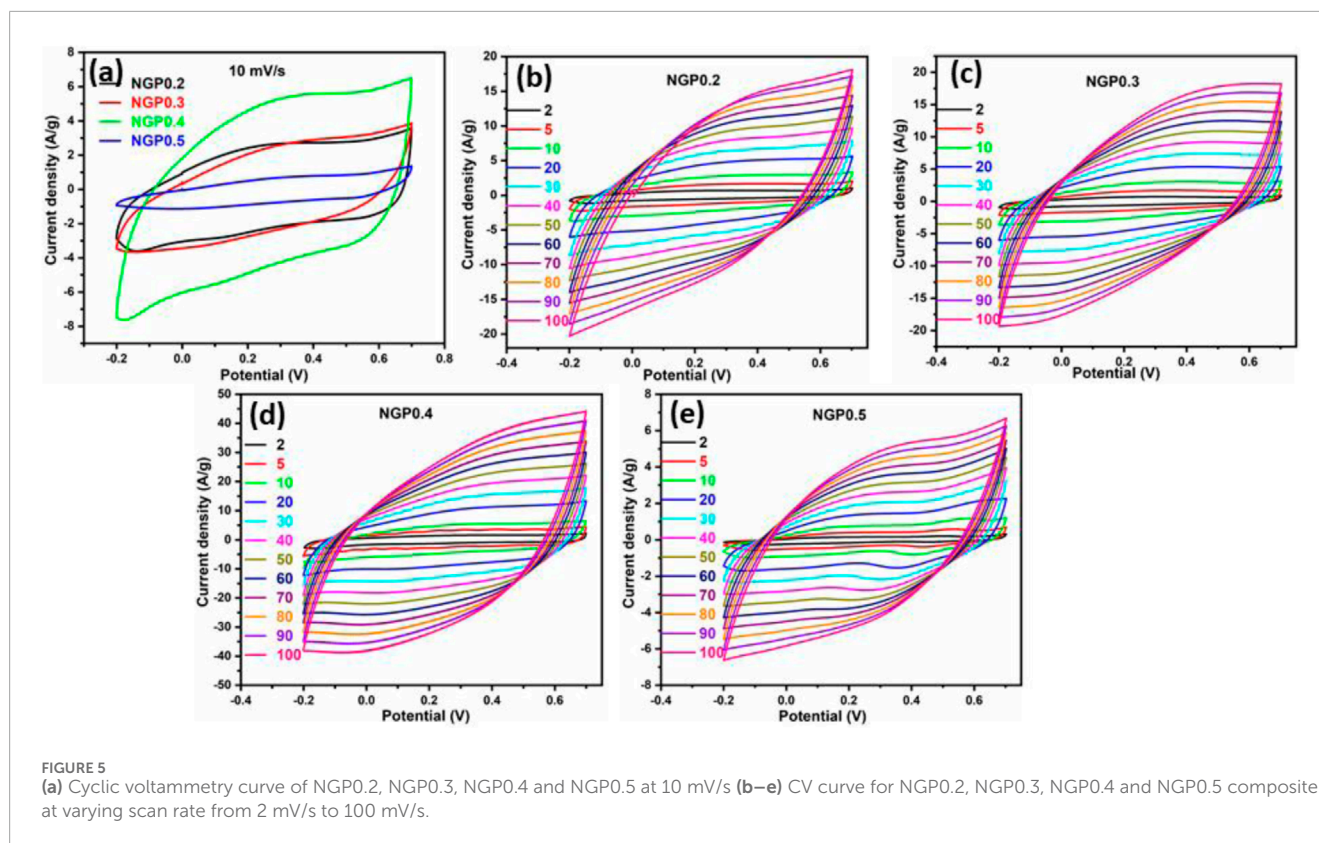 (a)
10 mV/s
NGP0.2
NGP0.3
NGP0.4
NGP0.5
8
6
4
2
0
-2
-4
-6
-8
Current density (A/g)
-0.2 0.0 0.2 0.4 0.6 0.8
Potential (V)
(b)
NGP0.2
2
5
10
20
30
40
50
60
70
80
90
100
20
15
10
5
0
-5
-10
-15
-20
Current density (A/g)
-0.4 -0.2 0.0 0.2 0.4 0.6
Potential (V)
(c)
NGP0.3
2
5
10
20
30
40
50
60
70
80
90
100
20
15
10
5
0
-5
-10
-15
-20
Current density (A/g)
-0.4 -0.2 0.0 0.2 0.4 0.6
Potential (V)
(d)
NGP0.4
2
5
10
20
30
40
50
60
70
80
90
100
50
40
30
20
10
0
-10
-20
-30
-40
-50
Current density (A/g)
-0.4 -0.2 0.0 0.2 0.4 0.6
Potential (V)
(e)
NGP0.5
2
5
10
20
30
40
50
60
70
80
90
100
8
6
4
2
0
-2
-4
-6
-8
Current density (A/g)
-0.4 -0.2 0.0 0.2 0.4 0.6
Potential (V)
FIGURE 5
(a) Cyclic voltammetry curve of NGP0.2, NGP0.3, NGP0.4 and NGP0.5 at 10 mV/s (b–e) CV curve for NGP0.2, NGP0.3, NGP0.4 and NGP0.5 composite
at varying scan rate from 2 mV/s to 100 mV/s.